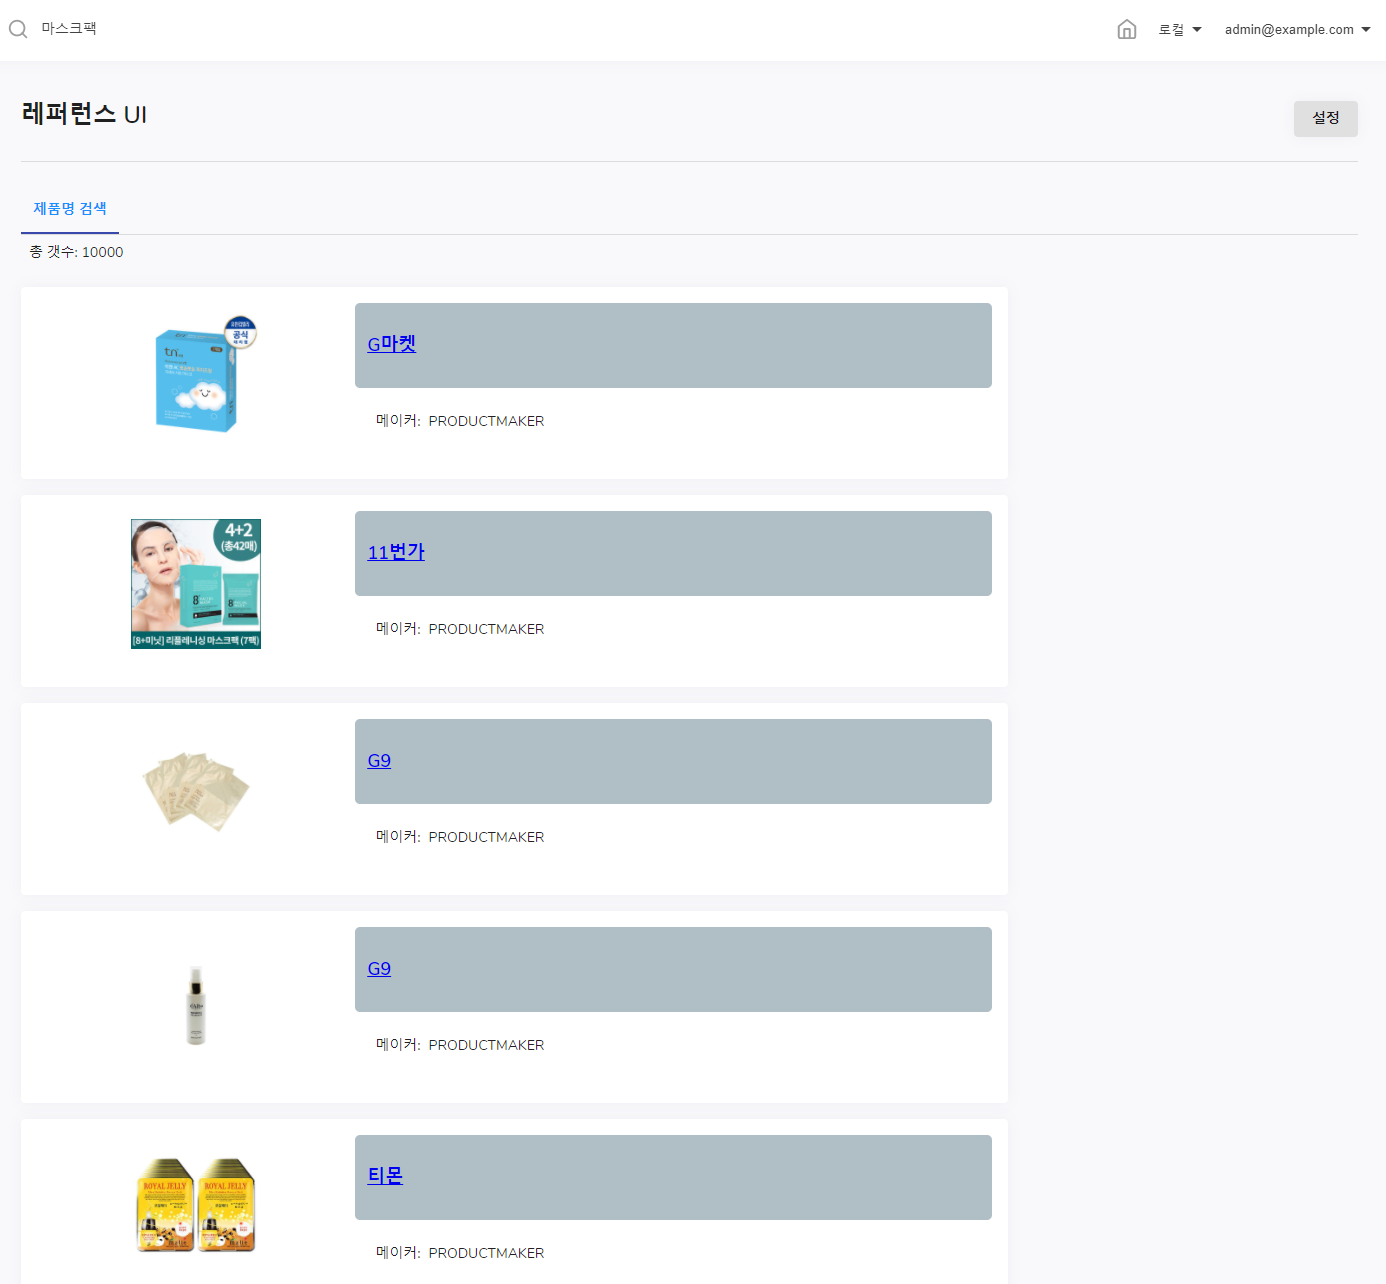 마스크팩
로컬
admin@example.com
레퍼런스 UI
설정
제품명 검색
총 갯수: 10000
공식
tn
G마켓
메이커: PRODUCTMAKER
4+2
(총42매)
8
8
[8+미닛] 리플레니싱 마스크팩 (7팩)
11번가
메이커: PRODUCTMAKER
G9
메이커: PRODUCTMAKER
G9
메이커: PRODUCTMAKER
ROYAL JELLY
ROYAL JELLY
티몬
메이커: PRODUCTMAKER